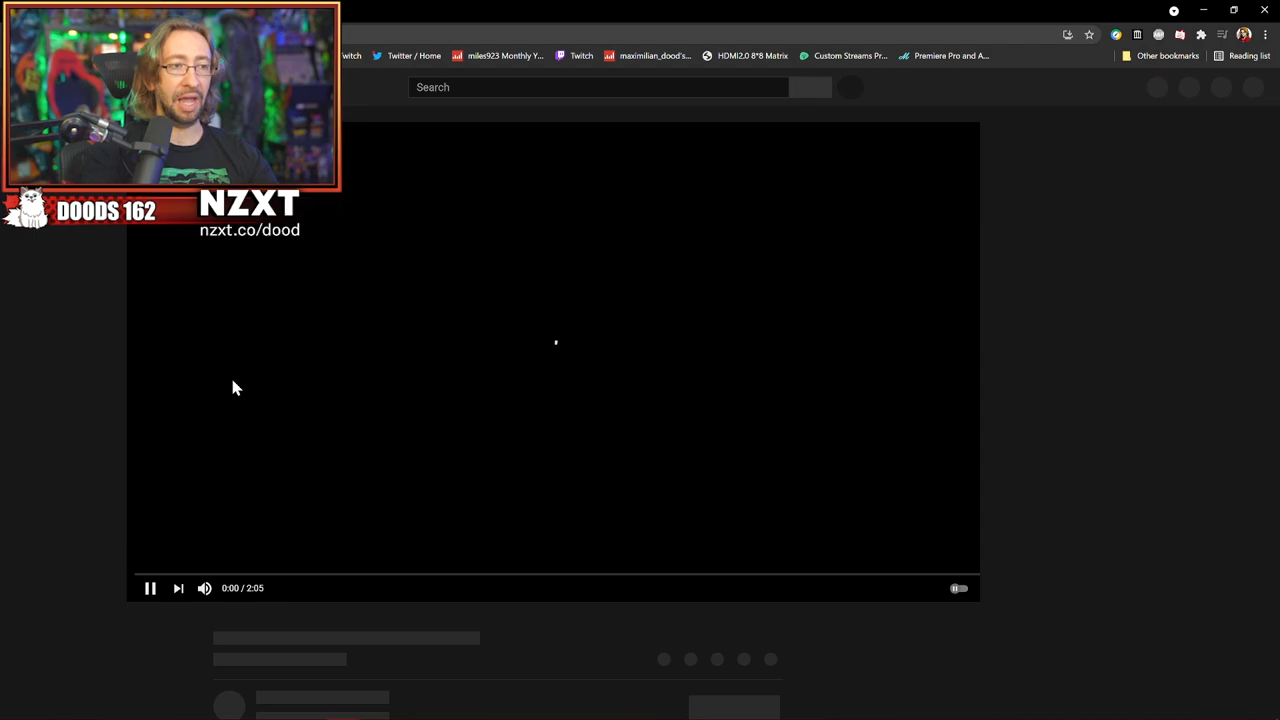 witch
Twitter / Home
miles923 Monthly Y...
Twitch
maximilian_dood's...
HDMI2.0 8*8 Matrix
Custom Streams Pr...
Premiere Pro and A...
Other bookmarks
Reading list
Search
DOODS 162
NZXT
nzxt.co/dood
0:00 / 2:05